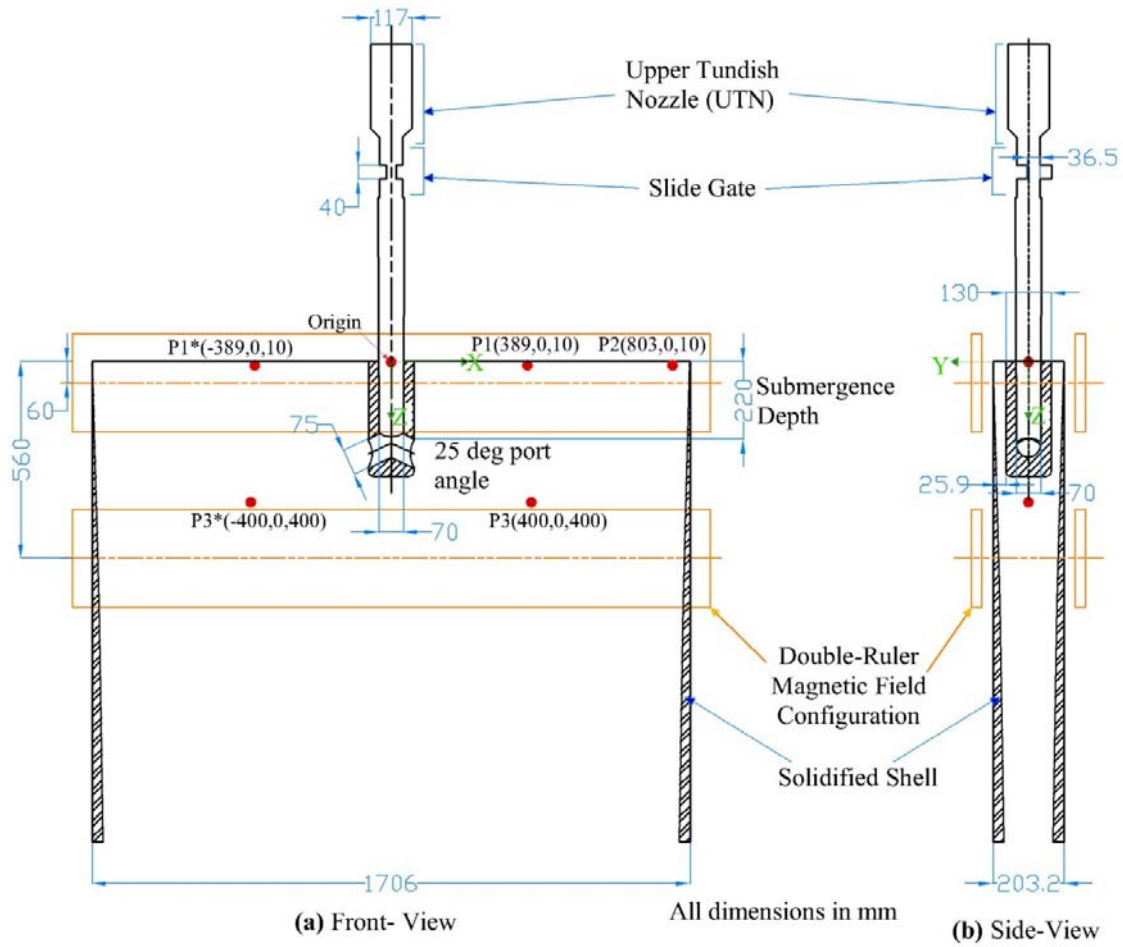 117
Upper Tundish
Nozzle (UTN)
36.5
Slide Gate
40
130
Origin
P1*(-389,0,10)
P1(389,0,10)
P2(803,0,10)
X
Y
60
220
Submergence
Depth
Z
Z
75
25 deg port
angle
560
25.9
70
P3*(-400,0,400)
70
P3(400,0,400)
Double-Ruler
Magnetic Field
Configuration
Solidified Shell
1706
203.2
All dimensions in mm
(a) Front- View
(b) Side-View